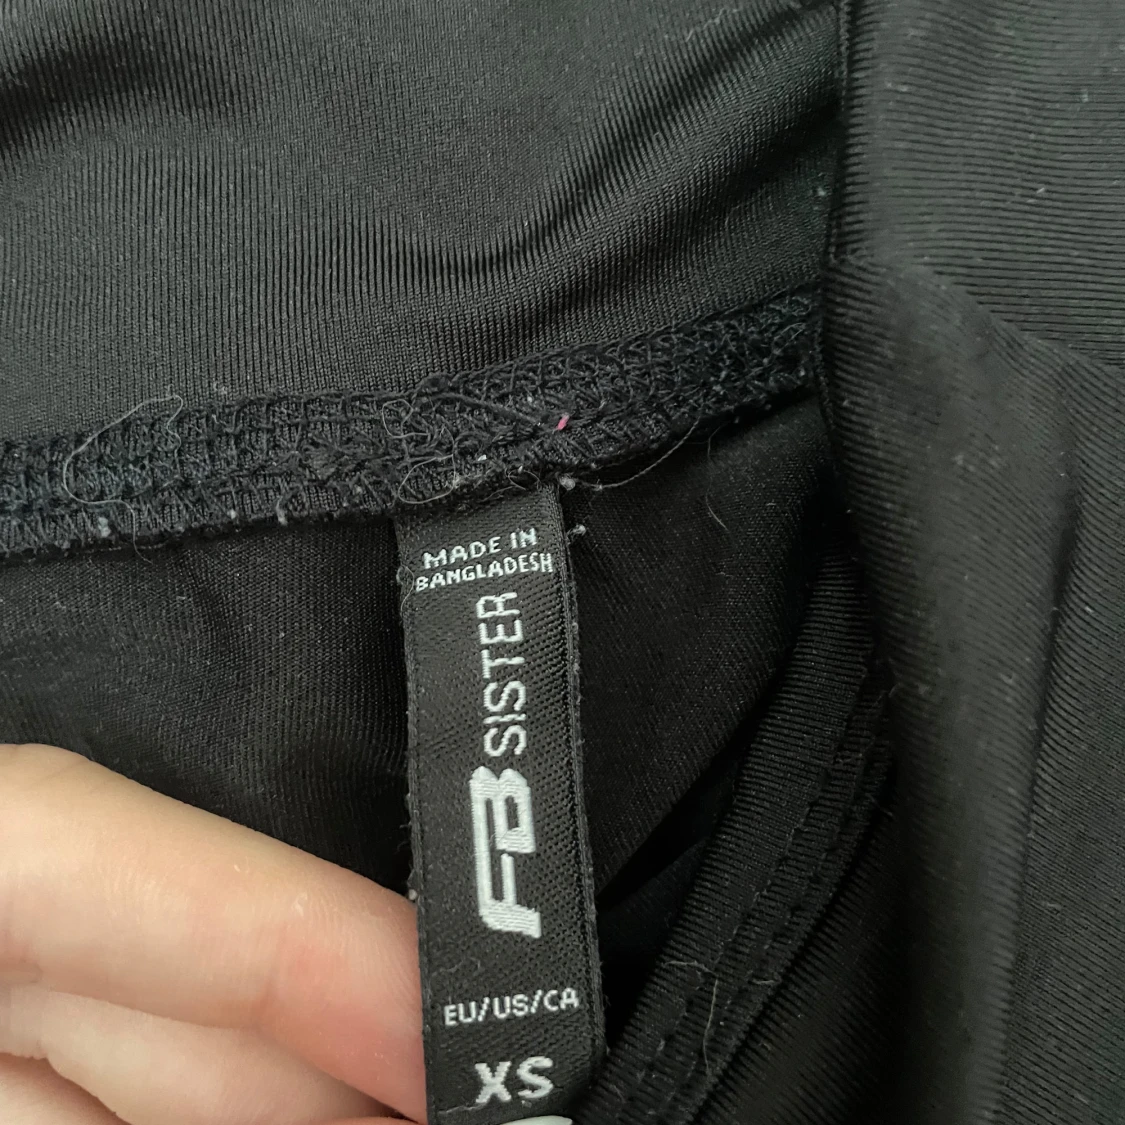 MADE IN
BANGLADESH
FB SISTER
EU/US/CA
XS